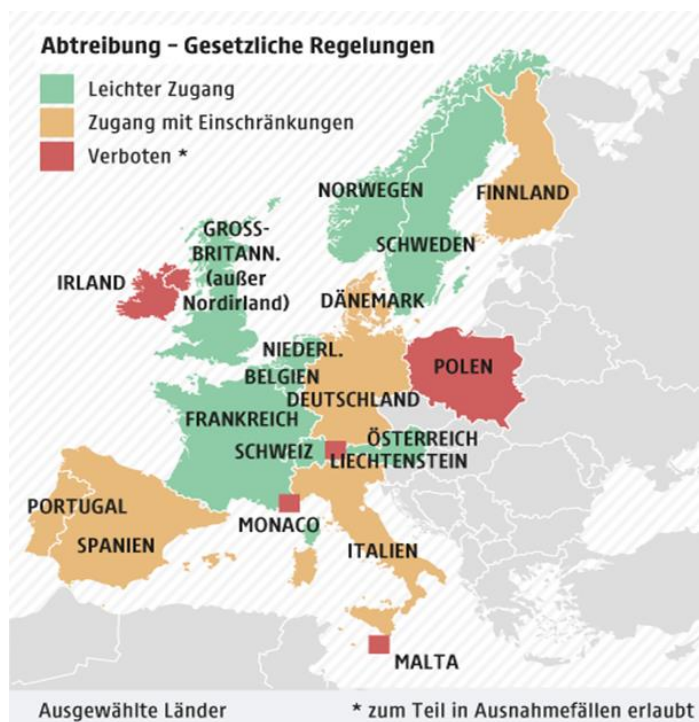 Abtreibung – Gesetzliche Regelungen
Leichter Zugang
Zugang mit Einschränkungen
Verboten *
NORWEGEN
FINNLAND
SCHWEDEN
GROSS-
BRITANN.
(außer
Nordirland)
IRLAND
DÄNEMARK
NIEDERL.
BELGIEN
POLEN
DEUTSCHLAND
FRANKREICH
ÖSTERREICH
SCHWEIZ
LIECHTENSTEIN
PORTUGAL
MONACO
SPANIEN
ITALIEN
MALTA
Ausgewählte Länder
* zum Teil in Ausnahmefällen erlaubt